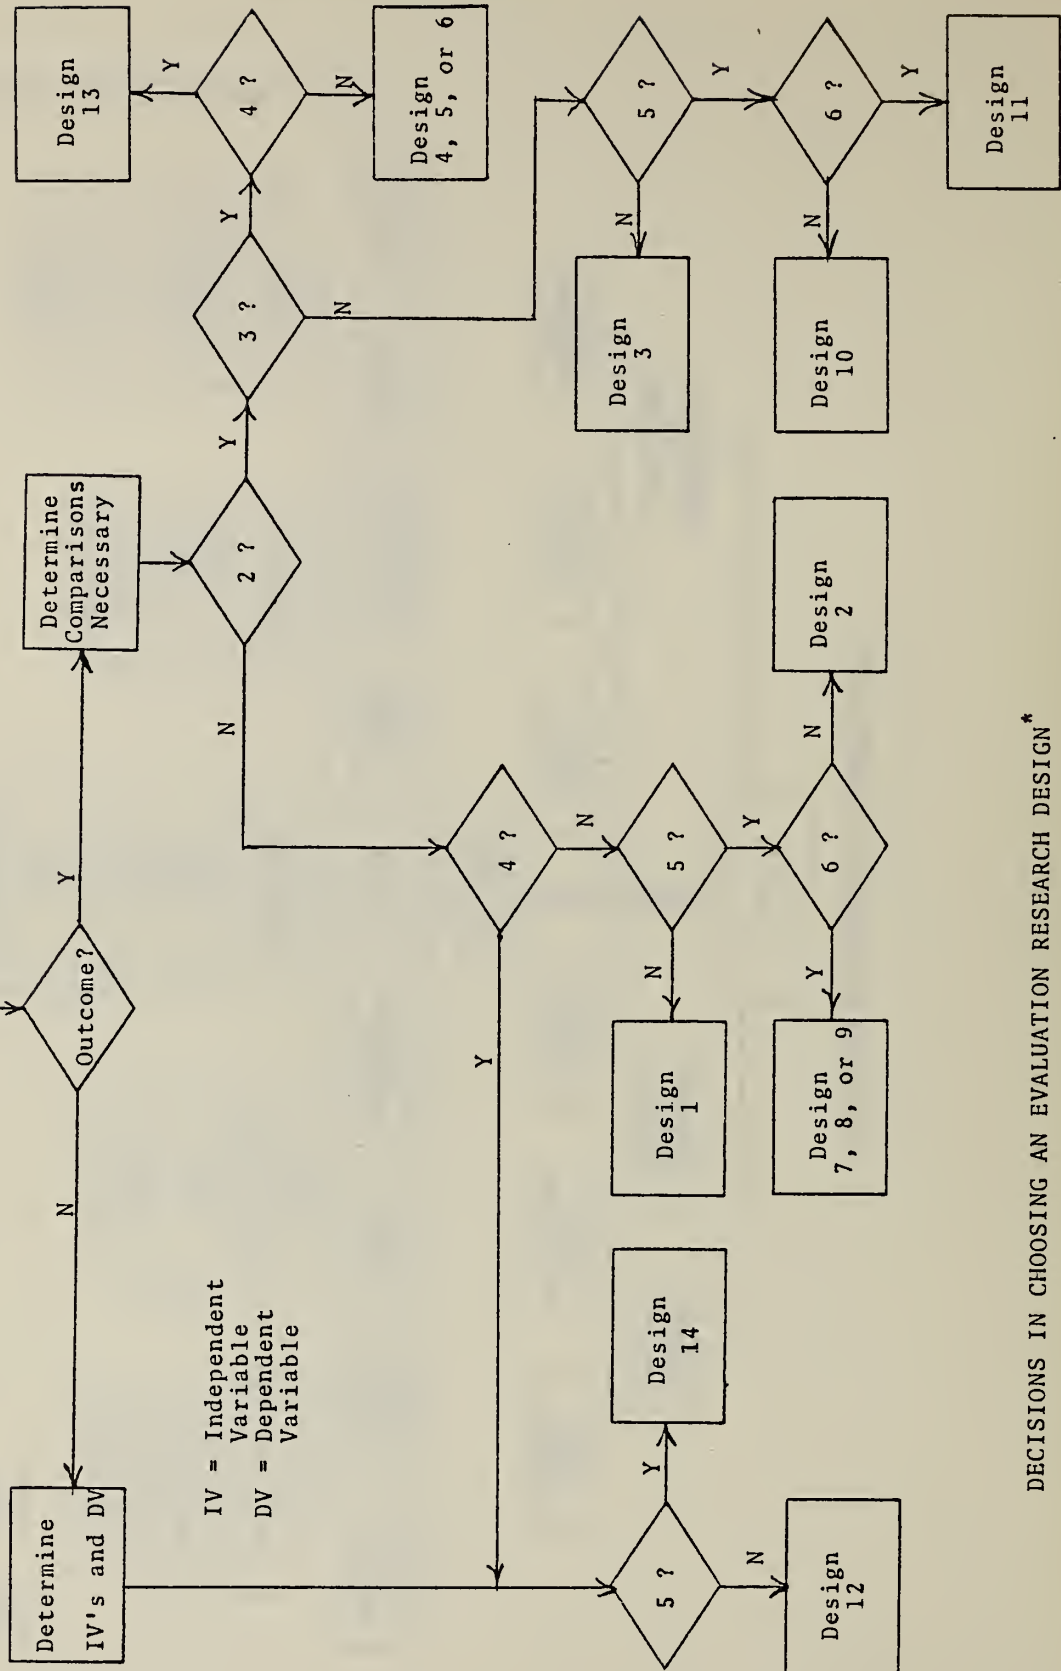 Outcome?
N
Y
Determine
IV's and DV
Determine
Comparisons
Necessary
IV = Independent
Variable
DV = Dependent
Variable
2 ?
N
Y
3 ?
Y
N
4 ?
Y
N
Design
13
Design
4, 5, or 6
4 ?
Y
N
5 ?
N
Y
Design
1
6 ?
Y
N
Design
7, 8, or 9
Design
2
5 ?
N
Y
Design
3
6 ?
N
Y
Design
10
Design
11
5 ?
Y
N
Design
14
Design
12
DECISIONS IN CHOOSING AN EVALUATION RESEARCH DESIGN*